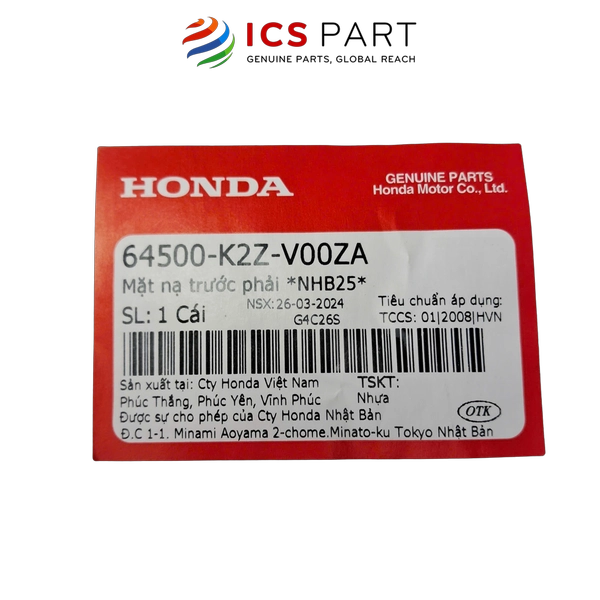 ICS PART
GENUINE PARTS, GLOBAL REACH
HONDA
GENUINE PARTS
Honda Motor Co., Ltd.
64500-K2Z-V00ZA
Mặt nạ trước phải *NHB25*
NSX: 26-03-2024
Tiêu chuẩn áp dụng:
SL: 1 Cái
G4C26S
TCCS: 01|2008|HVN
Sản xuất tại: Cty Honda Việt Nam
TSKT:
Phúc Thắng, Phúc Yên, Vĩnh Phúc
Nhựa
Được sự cho phép của Cty Honda Nhật Bản
OTK
Đ.C 1-1. Minami Aoyama 2-chome.Minato-ku Tokyo Nhật Bản